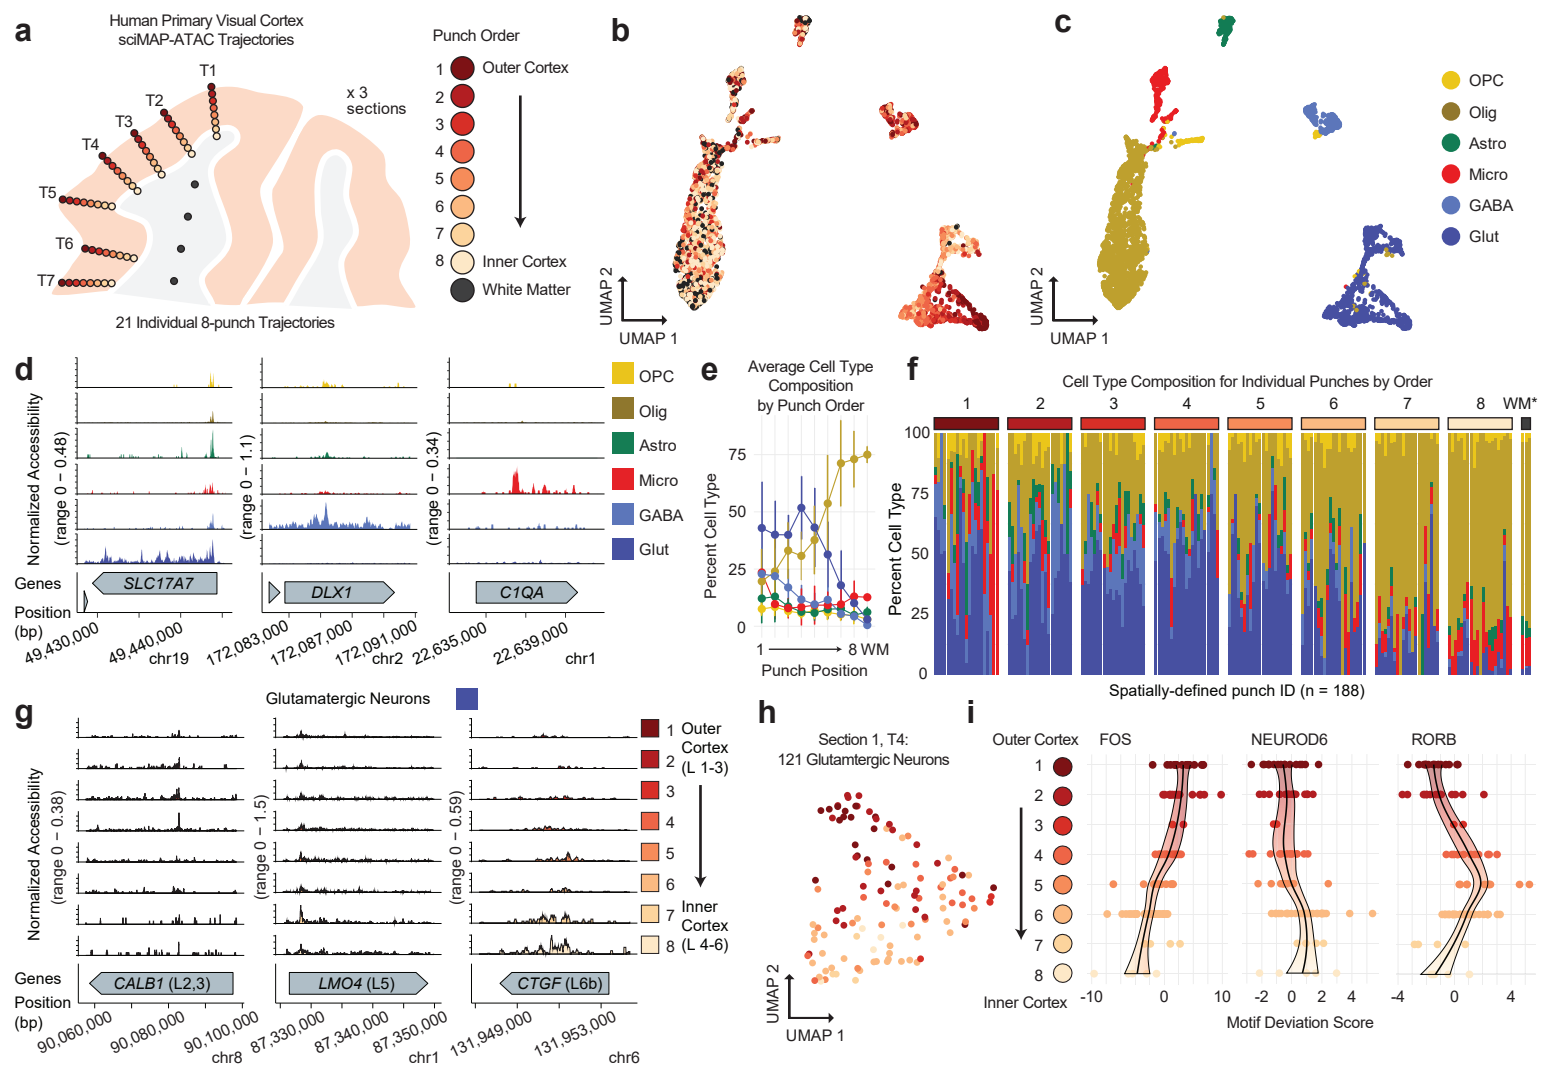 a
Human Primary Visual Cortex
sciMAP-ATAC Trajectories
T1
T2
T3
T4
T5
T6
T7
x 3
sections
21 Individual 8-punch Trajectories
Punch Order
1 Outer Cortex
2
3
4
5
6
7
8 Inner Cortex
White Matter
b
UMAP 2
UMAP 1
c
UMAP 2
UMAP 1
OPC
Olig
Astro
Micro
GABA
Glut
d
Normalized Accessibility
(range 0 – 0.48)
(range 0 – 1.1)
(range 0 – 0.34)
OPC
Olig
Astro
Micro
GABA
Glut
Genes
SLC17A7
DLX1
C1QA
Position
(bp)
49,430,000
49,440,000
chr19
172,083,000
172,087,000
172,091,000
chr2
22,635,000
22,639,000
chr1
e
Average Cell Type
Composition
by Punch Order
Percent Cell Type
75
50
25
0
1 8 WM
Punch Position
f
Cell Type Composition for Individual Punches by Order
1 2 3 4 5 6 7 8 WM*
Percent Cell Type
100
75
50
25
0
Spatially-defined punch ID (n = 188)
g
Glutamatergic Neurons
Normalized Accessibility
(range 0 – 0.38)
(range 0 – 1.5)
(range 0 – 0.59)
1 Outer
Cortex
2 (L 1-3)
3
4
5
6
7 Inner
Cortex
8 (L 4-6)
Genes
CALB1 (L2,3)
LMO4 (L5)
CTGF (L6b)
Position
(bp)
90,060,000
90,080,000
90,100,000
chr8
87,330,000
87,340,000
87,350,000
chr1
131,949,000
131,953,000
chr6
h
Section 1, T4:
121 Glutamtergic Neurons
UMAP 2
UMAP 1
i
Outer Cortex
1
2
3
4
5
6
7
8
Inner Cortex
FOS
NEUROD6
RORB
-10 0 10
-2 0 2 4
-4 0 4
Motif Deviation Score